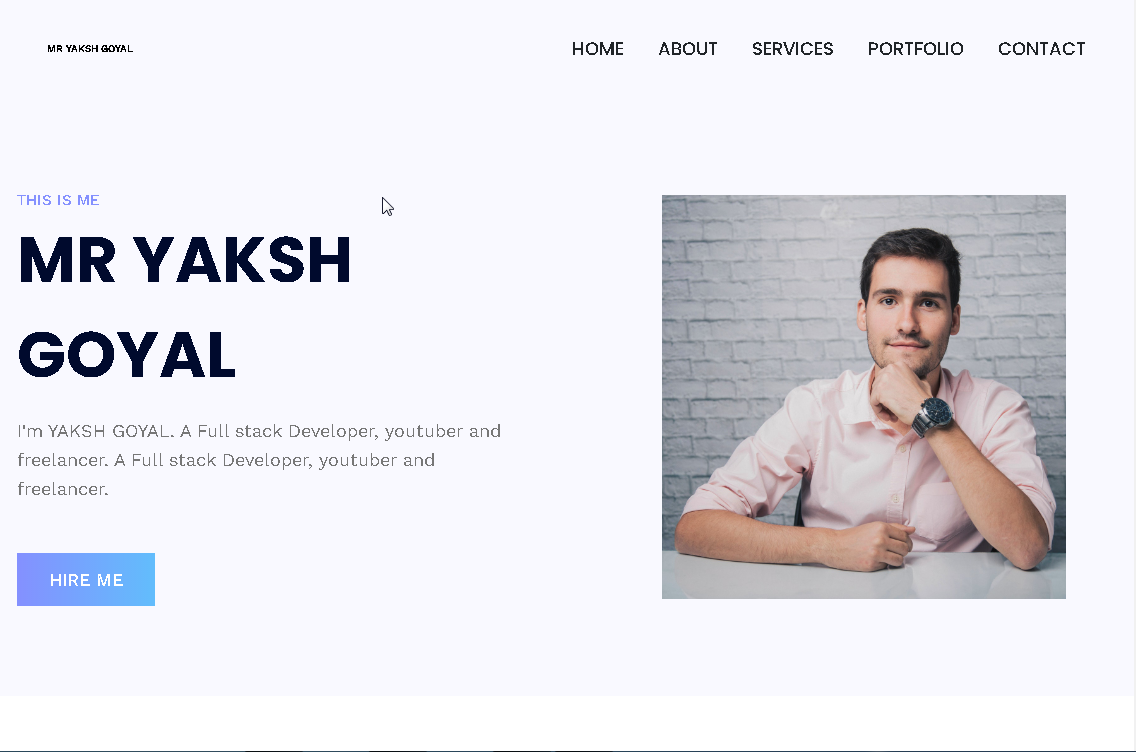 MR YAKSH GOYAL
HOME ABOUT SERVICES PORTFOLIO CONTACT
THIS IS ME
MR YAKSH
GOYAL
I'm YAKSH GOYAL. A Full stack Developer, youtuber and
freelancer. A Full stack Developer, youtuber and
freelancer.
HIRE ME